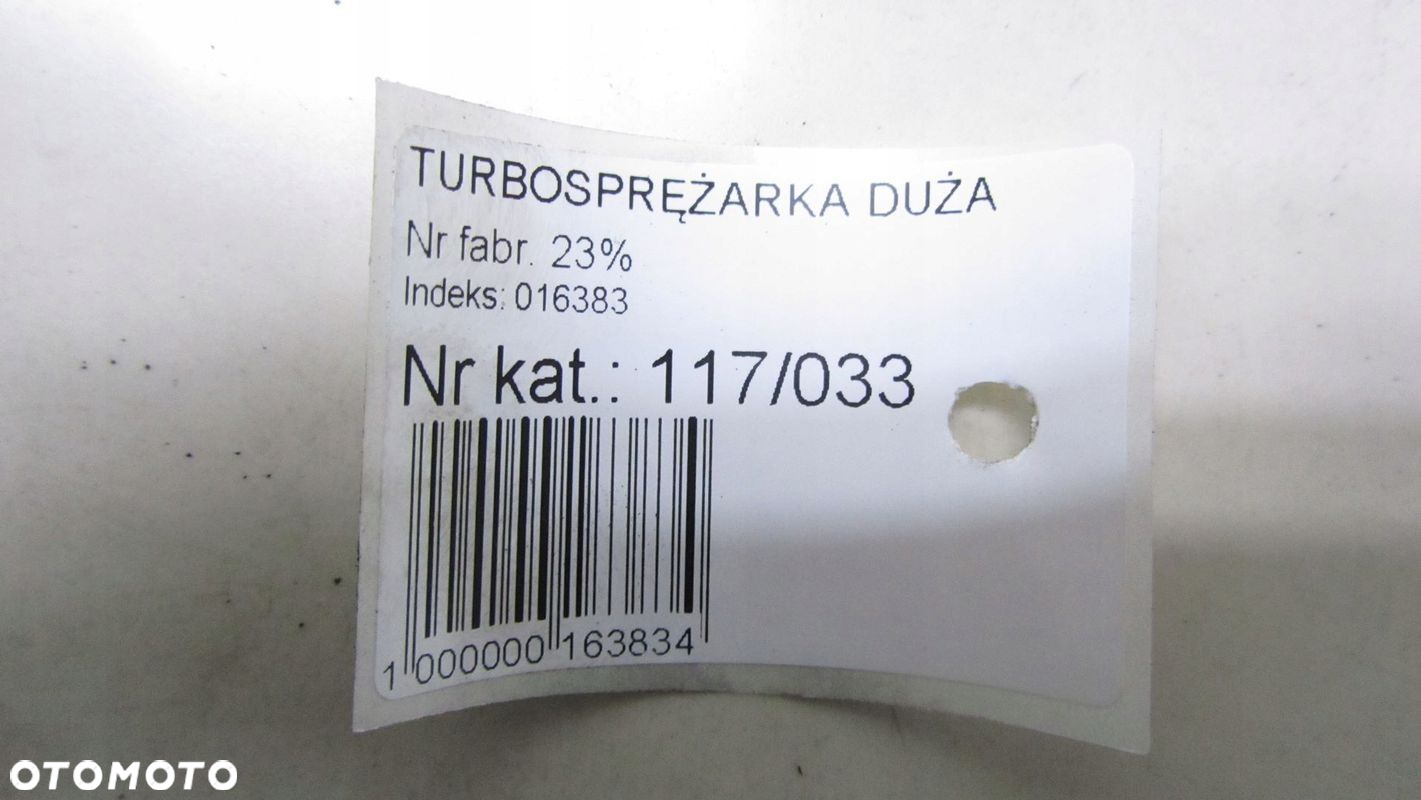 TURBOSPRĘŻARKA DUŻA
Nr fabr. 23%
Indeks: 016383
Nr kat.: 117/033
1 000000 163834
OTOMOTO